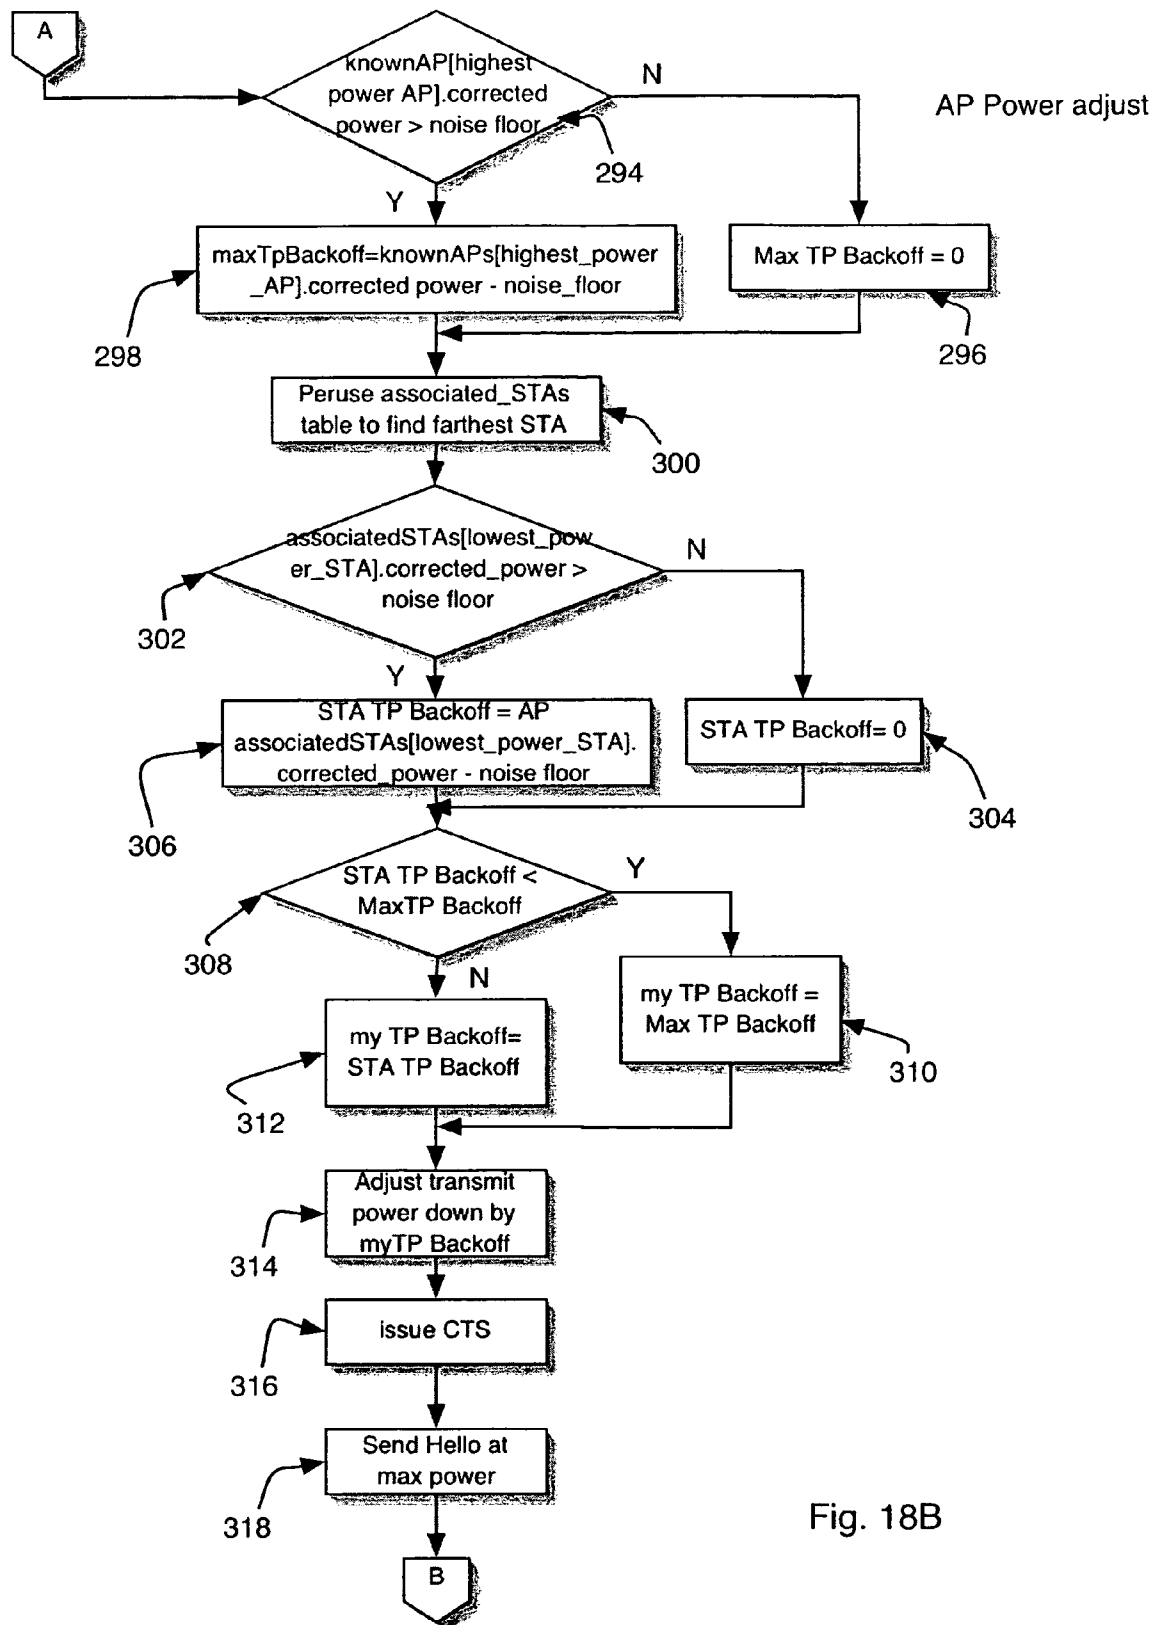 A
knownAP[highest
power AP].corrected
power > noise floor
N
AP Power adjust
294
Y
maxTpBackoff=knownAPs[highest_power
_AP].corrected power - noise_floor
Max TP Backoff = 0
298
296
Peruse associated_STAs
table to find farthest STA
300
associatedSTAs[lowest_pow
er_STA].corrected_power >
noise floor
N
302
Y
STA TP Backoff = AP
associatedSTAs[lowest_power_STA].
corrected_power - noise floor
STA TP Backoff= 0
306
304
STA TP Backoff <
MaxTP Backoff
Y
308
N
my TP Backoff=
STA TP Backoff
my TP Backoff =
Max TP Backoff
310
312
Adjust transmit
power down by
myTP Backoff
314
issue CTS
316
Send Hello at
max power
318
Fig. 18B
B